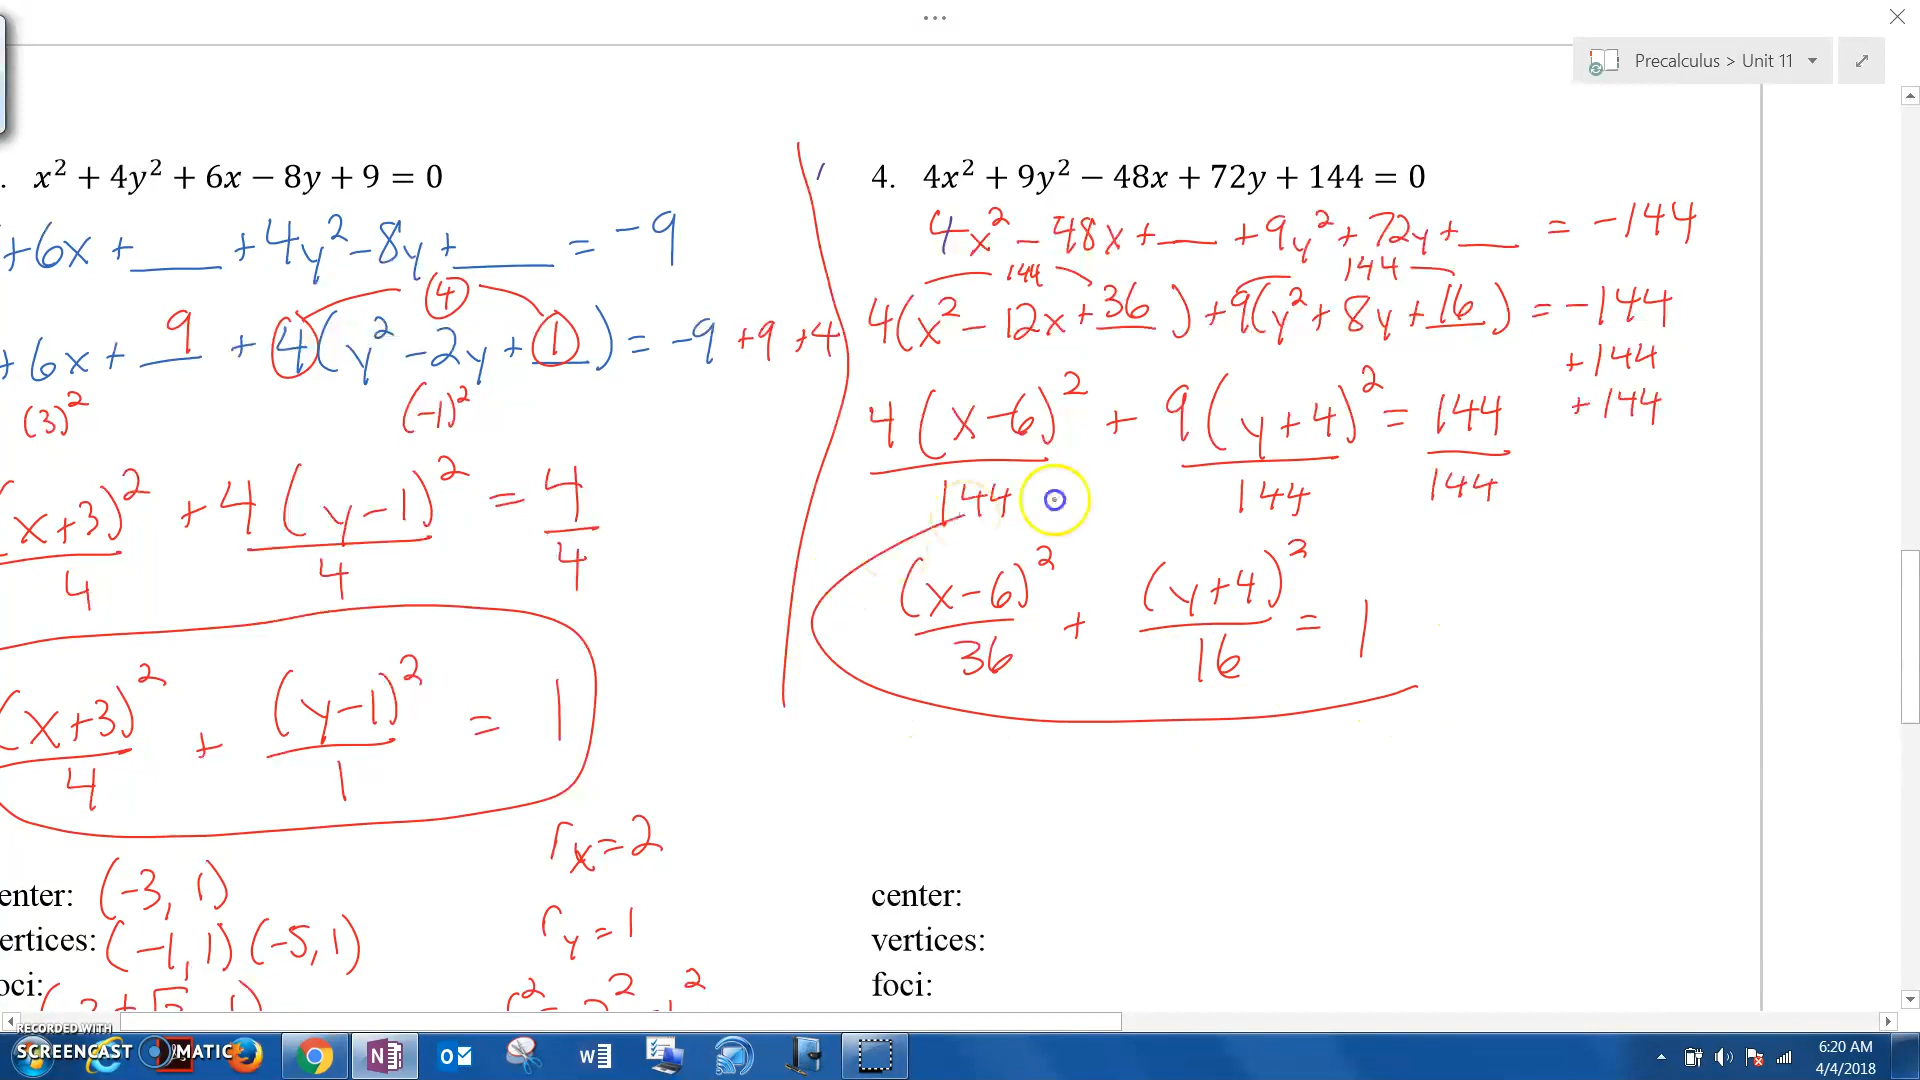 Precalculus > Unit 11
. x² + 4y² + 6x − 8y + 9 = 0
+6x + ___ + 4y² − 8y + ___ = −9
④
+6x + 9 + 4(y² − 2y + 1) = −9 +9 +4
(3)² (−1)²
(x+3)² + 4(y−1)² = 4
4 4 4
(x+3)² + (y−1)² = 1
4 1
r_x = 2
enter: (−3, 1)
r_y = 1
ertices: (−1, 1) (−5, 1)
oci:
4. 4x² + 9y² − 48x + 72y + 144 = 0
4x² − 48x + ___ + 9y² + 72y + ___ = −144
144 144
4(x² − 12x + 36) + 9(y² + 8y + 16) = −144
+144
+144
4(x−6)² + 9(y+4)² = 144
144 144 144
(x−6)² + (y+4)² = 1
36 16
center:
vertices:
foci:
RECORDED WITH
SCREENCAST MATIC
6:20 AM
4/4/2018